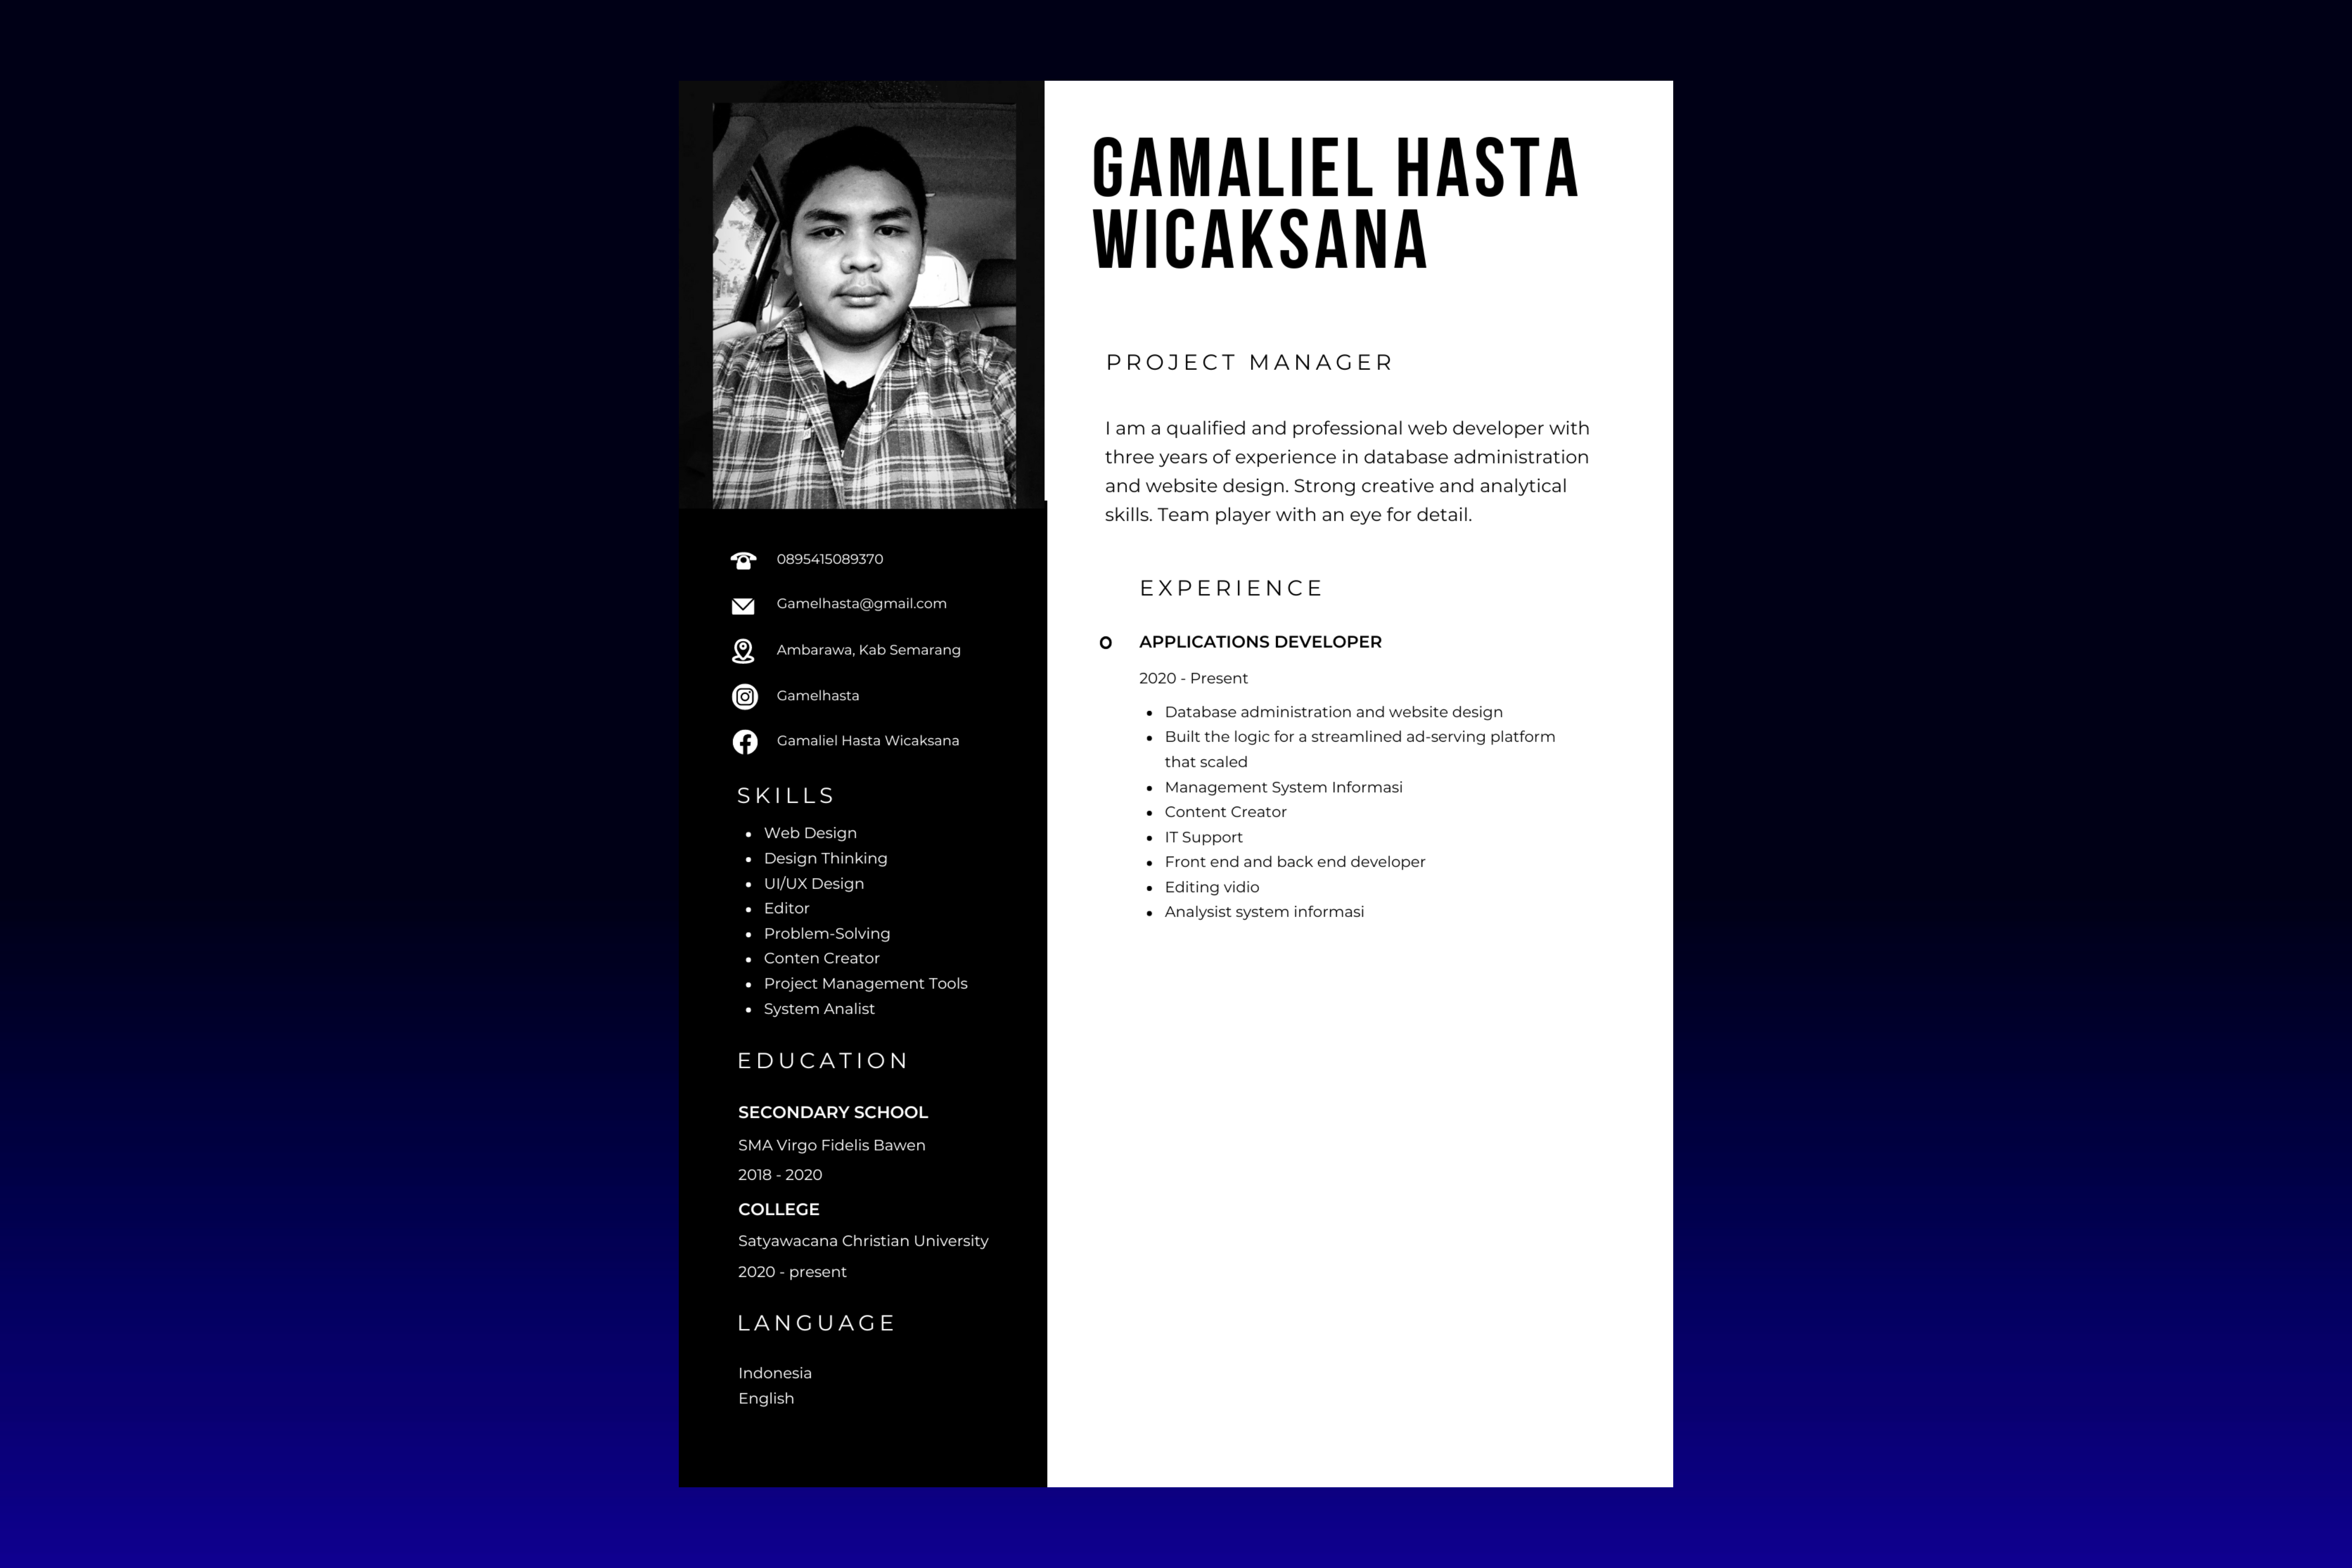 GAMALIEL HASTA
WICAKSANA
PROJECT MANAGER
I am a qualified and professional web developer with
three years of experience in database administration
and website design. Strong creative and analytical
skills. Team player with an eye for detail.
EXPERIENCE
o APPLICATIONS DEVELOPER
2020 - Present
• Database administration and website design
• Built the logic for a streamlined ad-serving platform
that scaled
• Management System Informasi
• Content Creator
• IT Support
• Front end and back end developer
• Editing vidio
• Analysist system informasi
0895415089370
Gamelhasta@gmail.com
Ambarawa, Kab Semarang
Gamelhasta
Gamaliel Hasta Wicaksana
SKILLS
• Web Design
• Design Thinking
• UI/UX Design
• Editor
• Problem-Solving
• Conten Creator
• Project Management Tools
• System Analist
EDUCATION
SECONDARY SCHOOL
SMA Virgo Fidelis Bawen
2018 - 2020
COLLEGE
Satyawacana Christian University
2020 - present
LANGUAGE
Indonesia
English